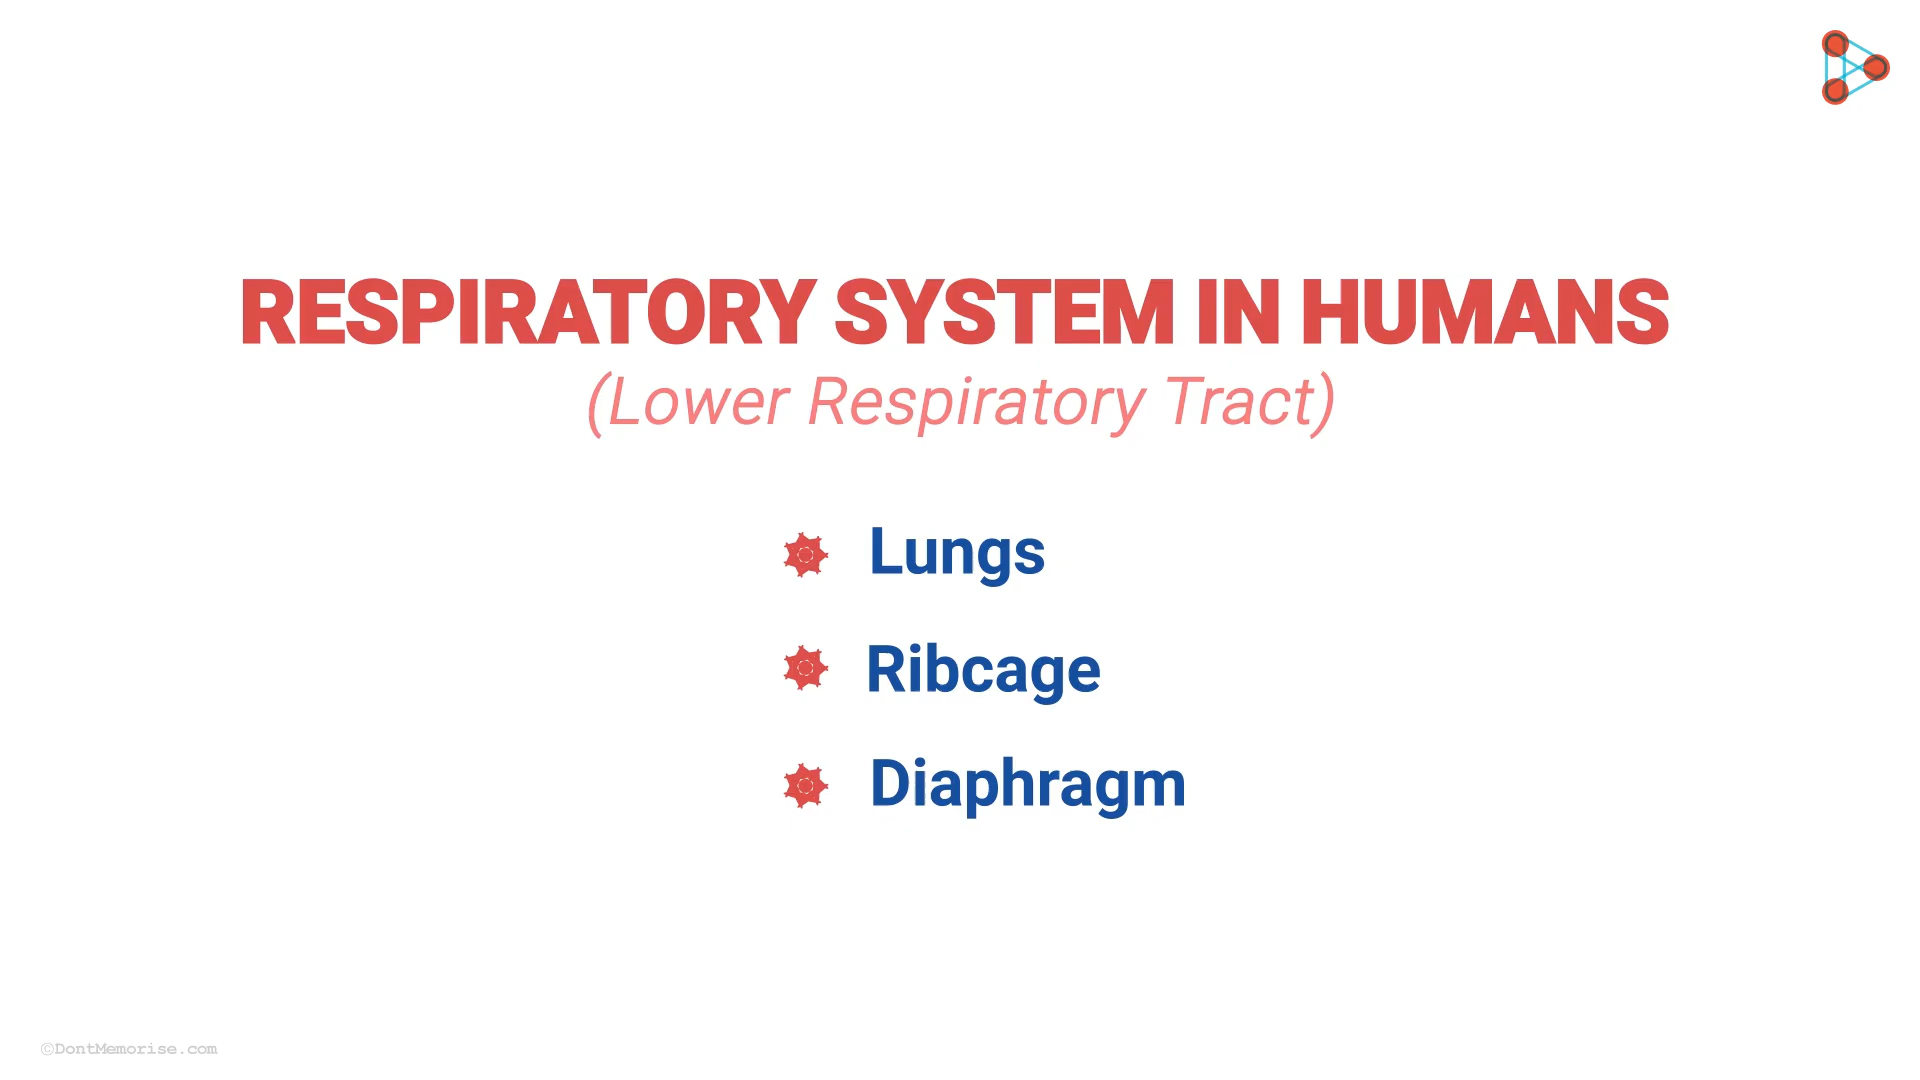 RESPIRATORY SYSTEM IN HUMANS
(Lower Respiratory Tract)
Lungs
Ribcage
Diaphragm
©DontMemorise.com